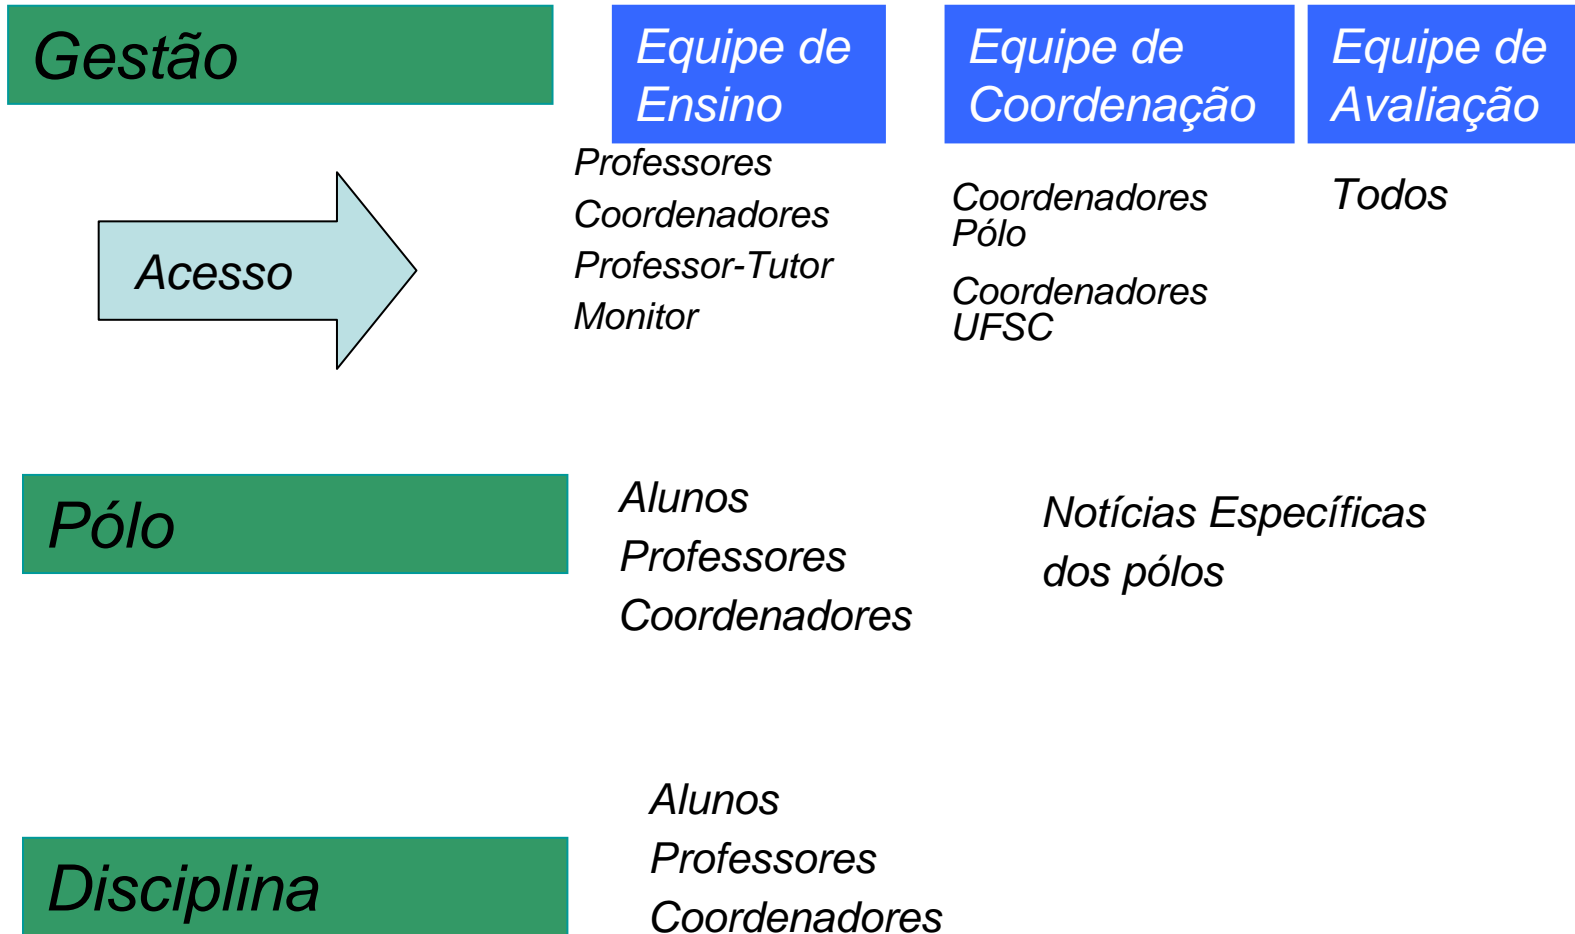 Gestão
Equipe de
Ensino
Equipe de
Coordenação
Equipe de
Avaliação
Acesso
Professores
Coordenadores
Professor-Tutor
Monitor
Coordenadores
Pólo
Coordenadores
UFSC
Todos
Pólo
Alunos
Professores
Coordenadores
Notícias Específicas
dos pólos
Disciplina
Alunos
Professores
Coordenadores